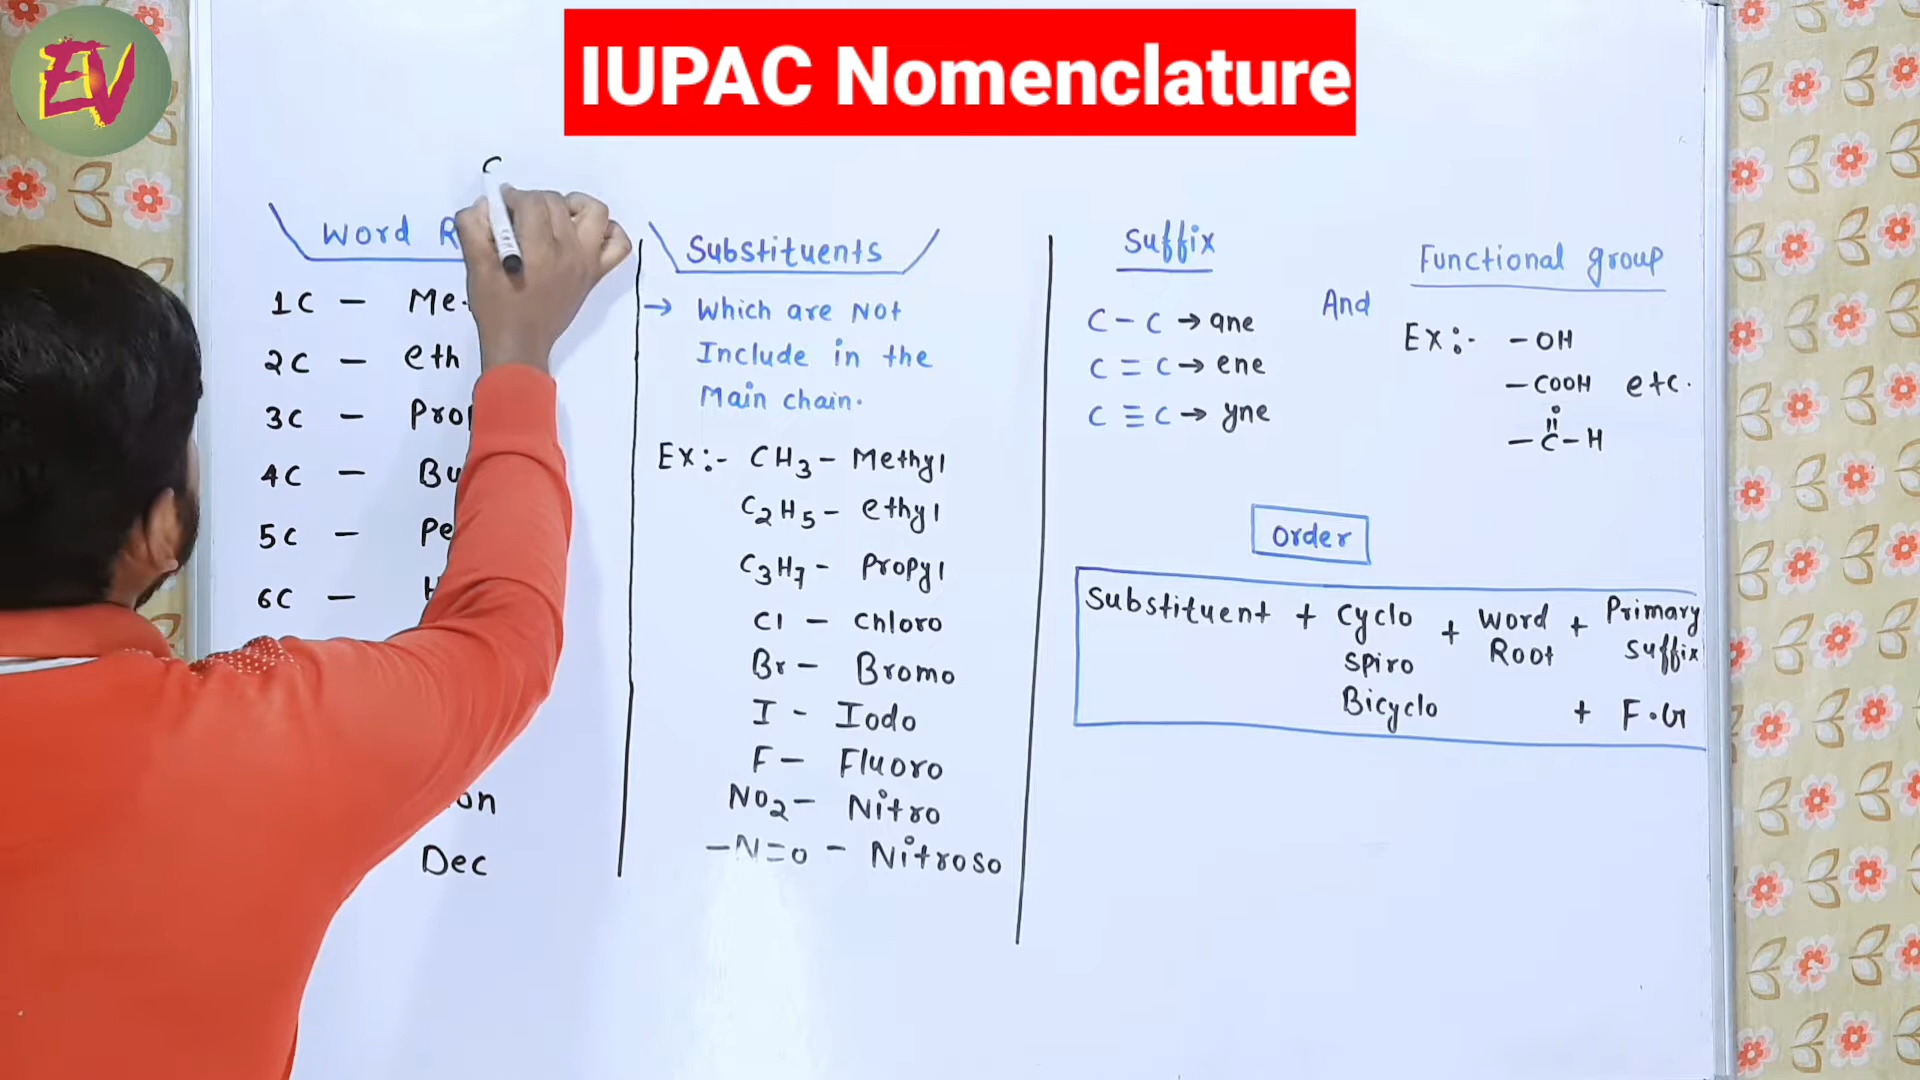 EV
IUPAC Nomenclature
C
Word R
1C - Me
2C - eth
3C - Prop
4C - Bu
5C - Pe
6C - H
on
Dec
Substituents
→ Which are Not
Include in the
Main chain.
Ex:- CH3 - Methyl
C2H5 - ethyl
C3H7 - Propyl
Cl - Chloro
Br - Bromo
I - Iodo
F - Fluoro
NO2 - Nitro
-N=O - Nitroso
Suffix
C-C → ane
C=C → ene
C≡C → yne
And
Functional group
Ex:- -OH
-COOH etc.
O
-C-H
Order
Substituent + Cyclo + Word + Primary
Spiro Root Suffix
Bicyclo + F.G